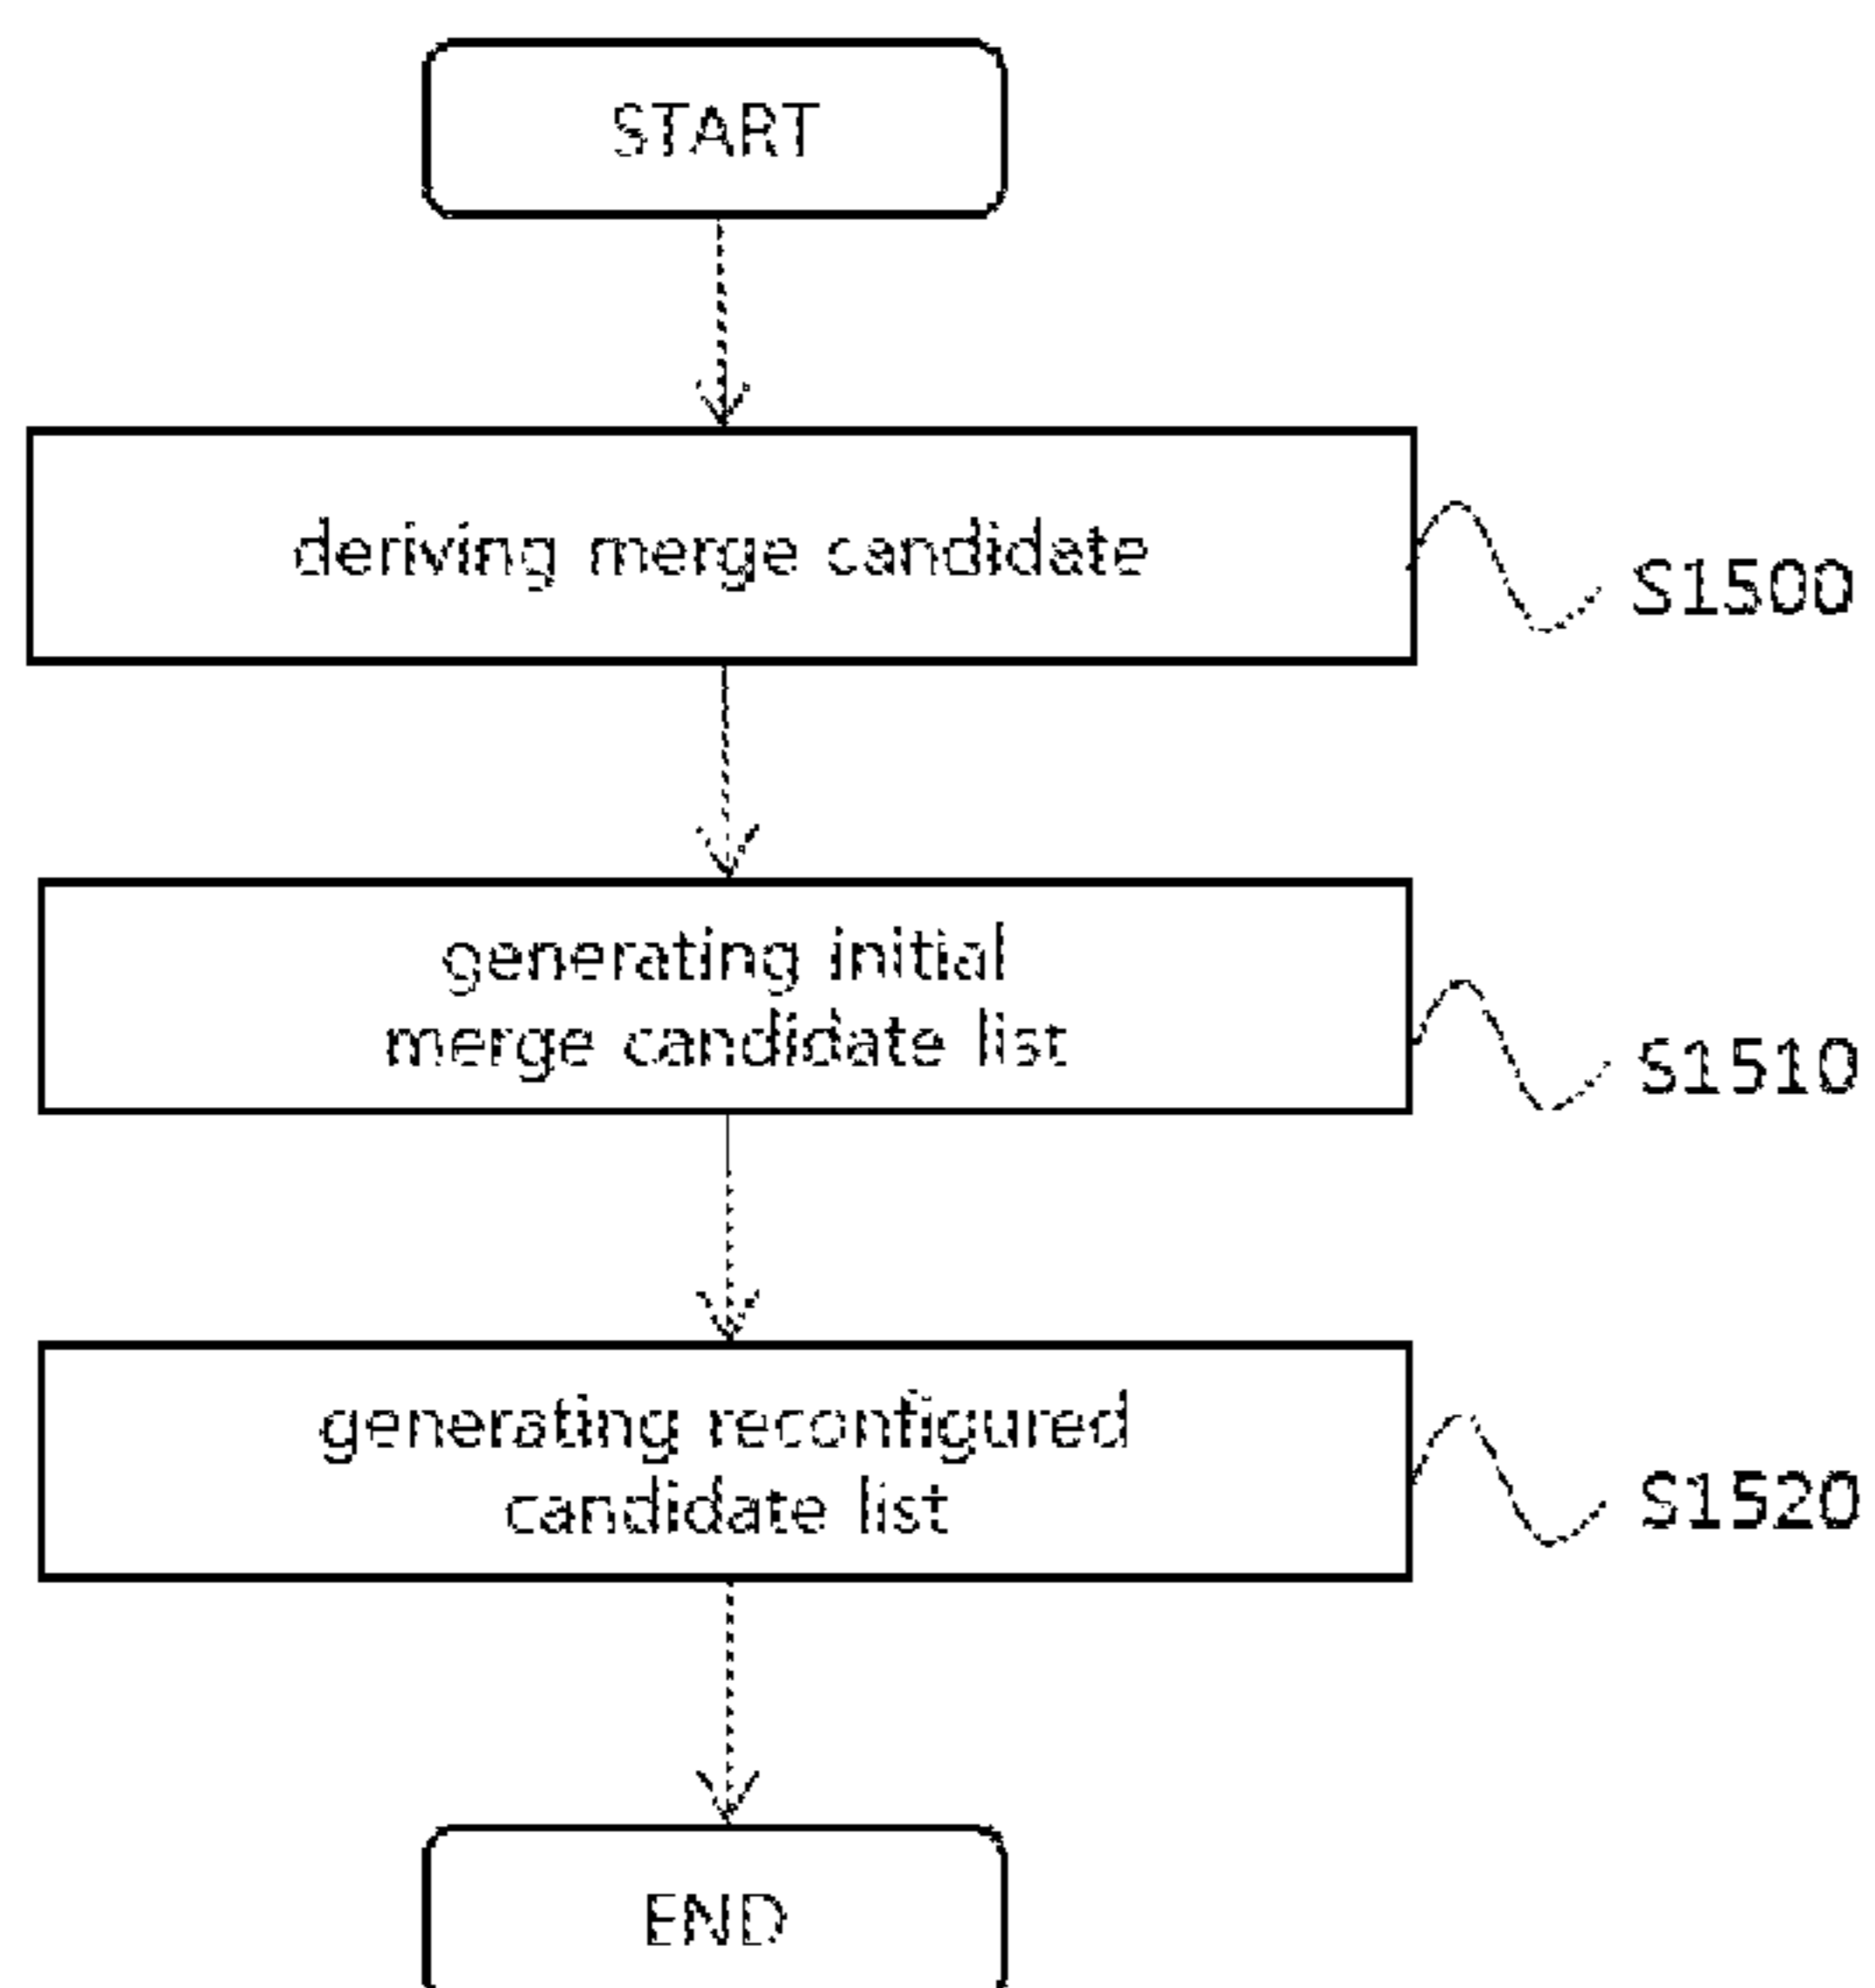 START
deriving merge candidate
S1500
generating initial
merge candidate list
S1510
generating reconfigured
candidate list
S1520
END